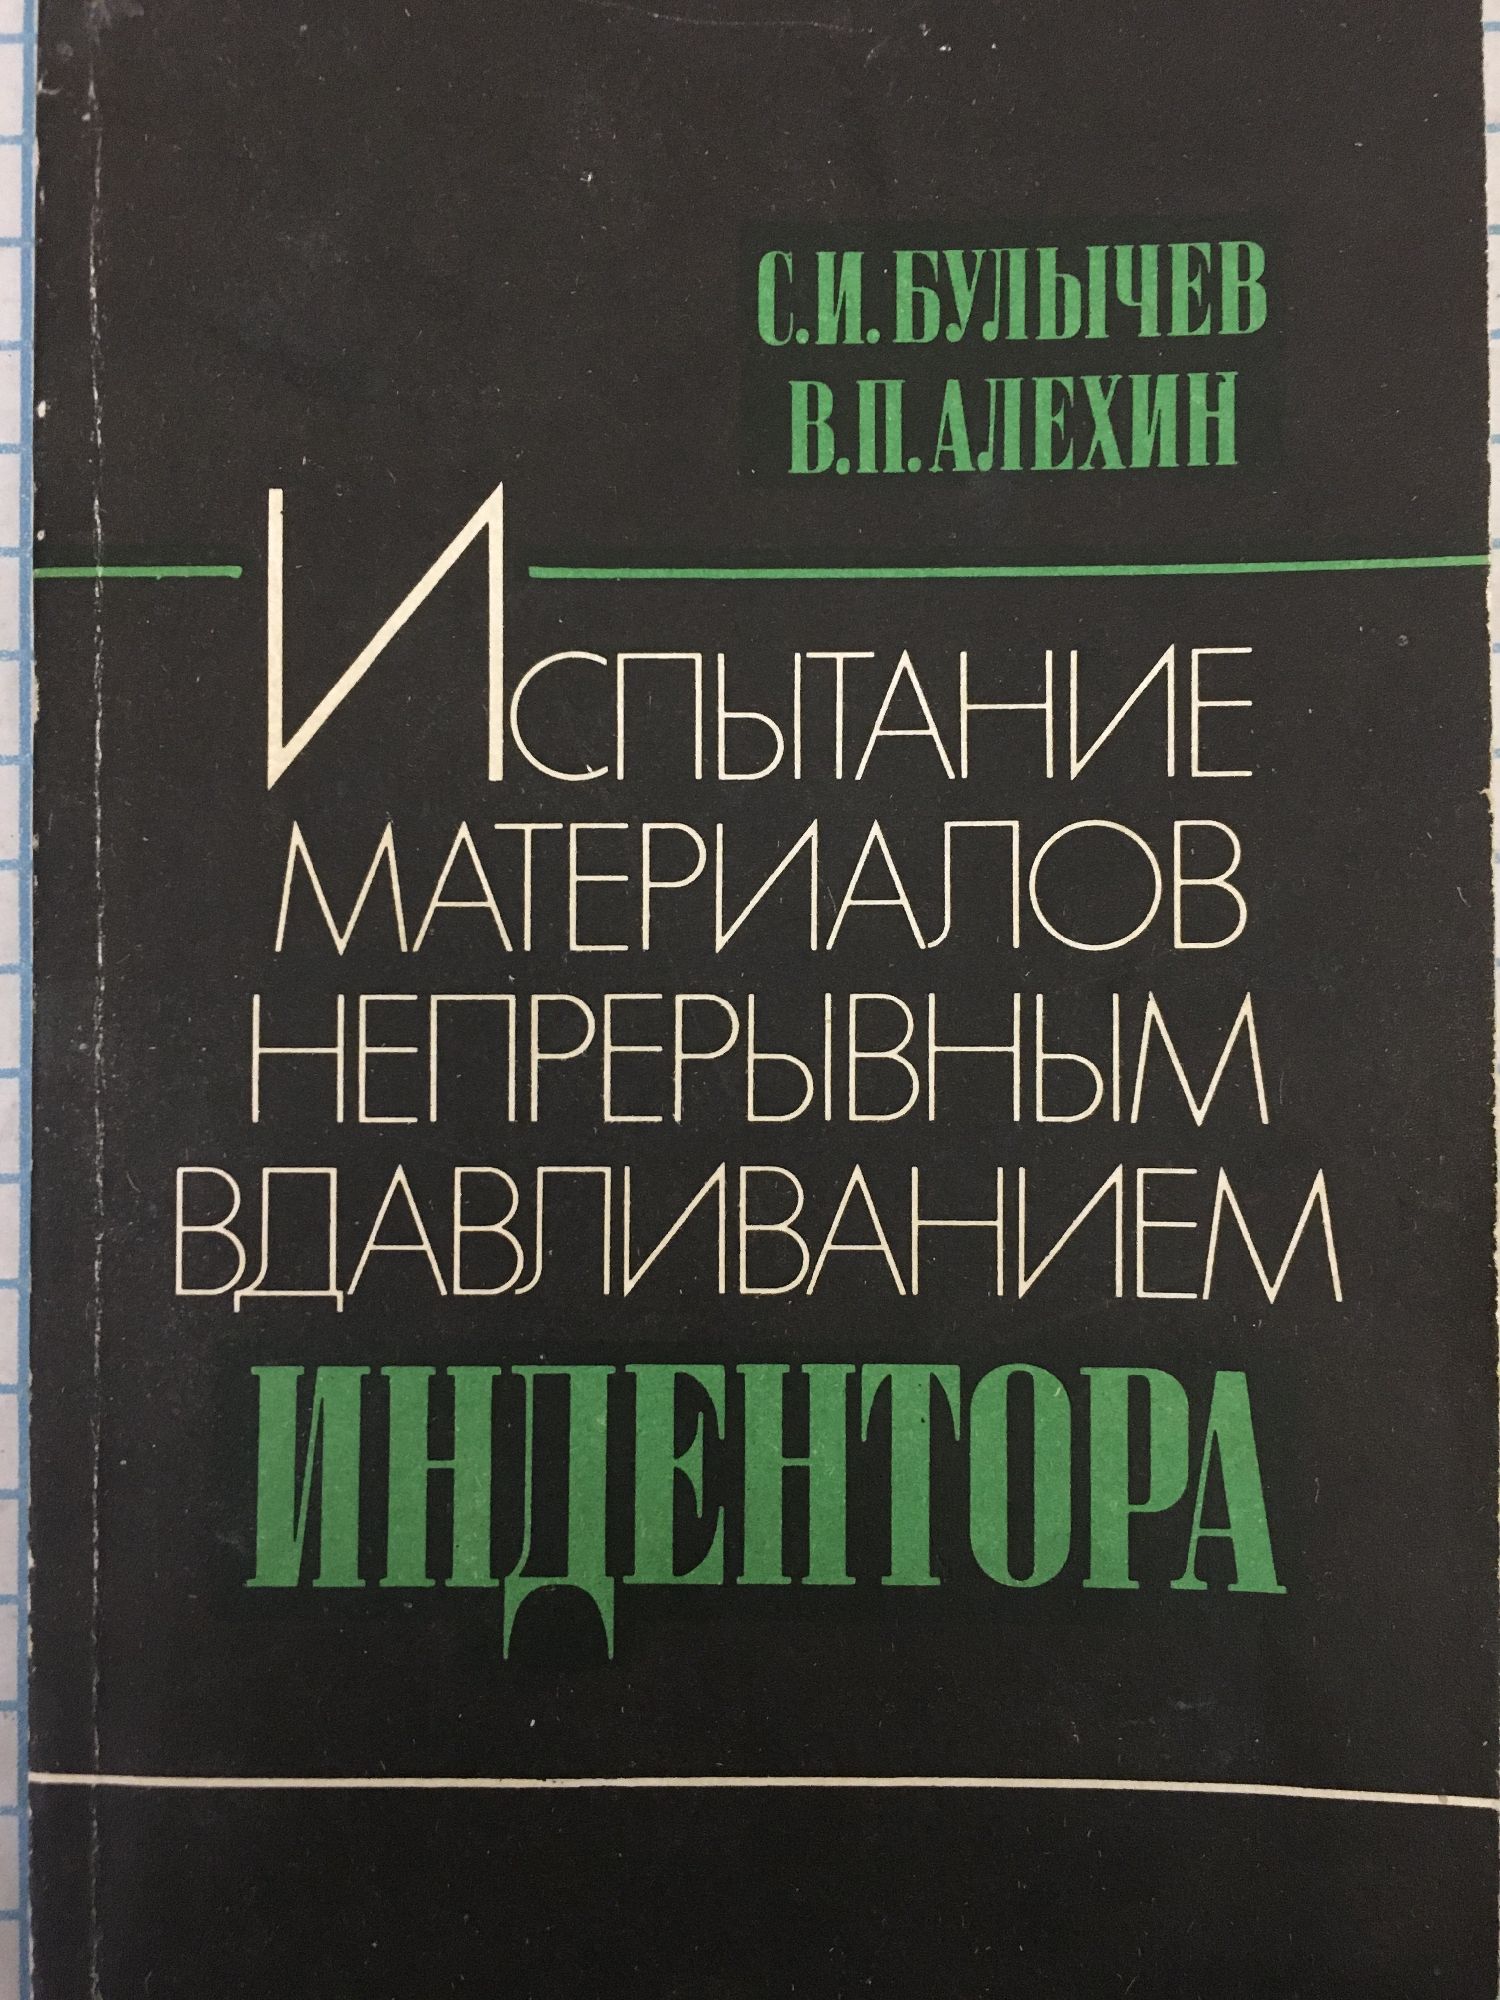 С.И.БУЛЫЧЕВ
В.П.АЛЕХИН
ИСПЫТАНИЕ
МАТЕРИАЛОВ
НЕПРЕРЫВНЫМ
ВДАВЛИВАНИЕМ
ИНДЕНТОРА